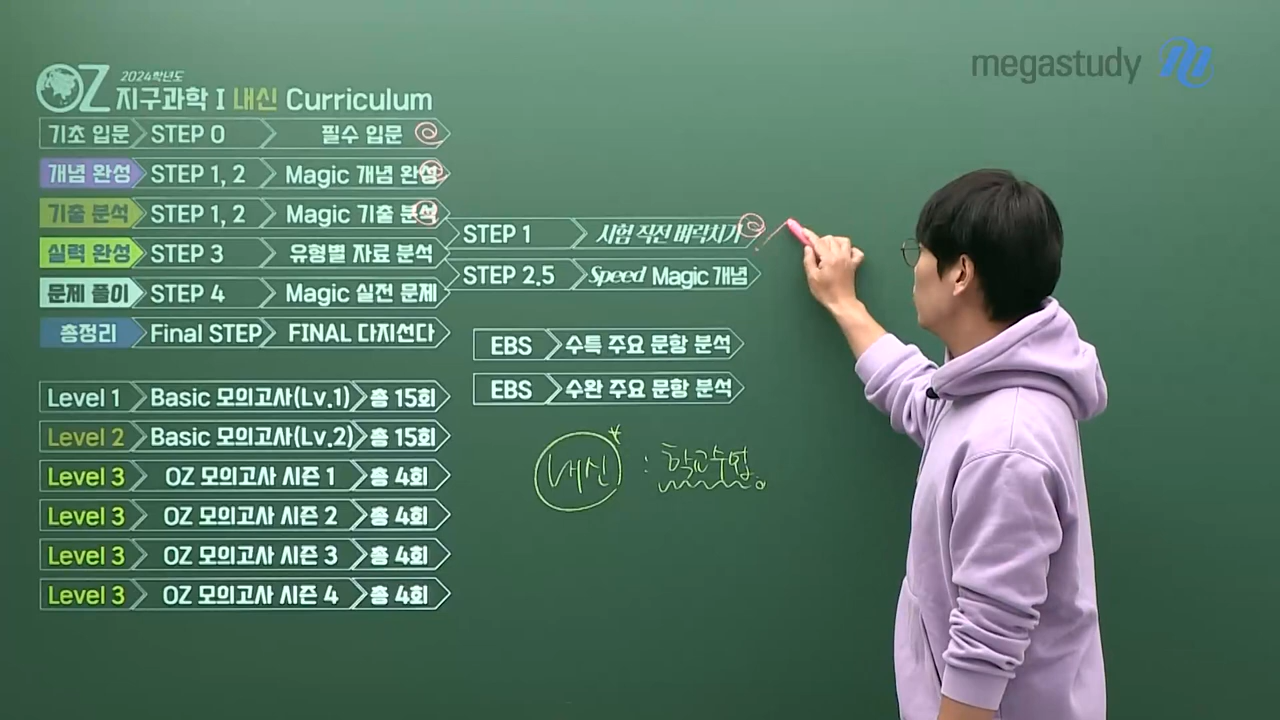 megastudy
OZ 2024학년도
지구과학 I 내신 Curriculum
기초 입문 STEP 0 필수 입문
개념 완성 STEP 1, 2 Magic 개념 완성
기출 분석 STEP 1, 2 Magic 기출 분석
실력 완성 STEP 3 유형별 자료 분석
문제 풀이 STEP 4 Magic 실전 문제
총정리 Final STEP FINAL 다지선다
STEP 1 시험 직전 벼락치기
STEP 2.5 Speed Magic 개념
EBS 수특 주요 문항 분석
EBS 수완 주요 문항 분석
Level 1 Basic 모의고사(Lv.1) 총 15회
Level 2 Basic 모의고사(Lv.2) 총 15회
Level 3 OZ 모의고사 시즌 1 총 4회
Level 3 OZ 모의고사 시즌 2 총 4회
Level 3 OZ 모의고사 시즌 3 총 4회
Level 3 OZ 모의고사 시즌 4 총 4회
내신 : 학교수업